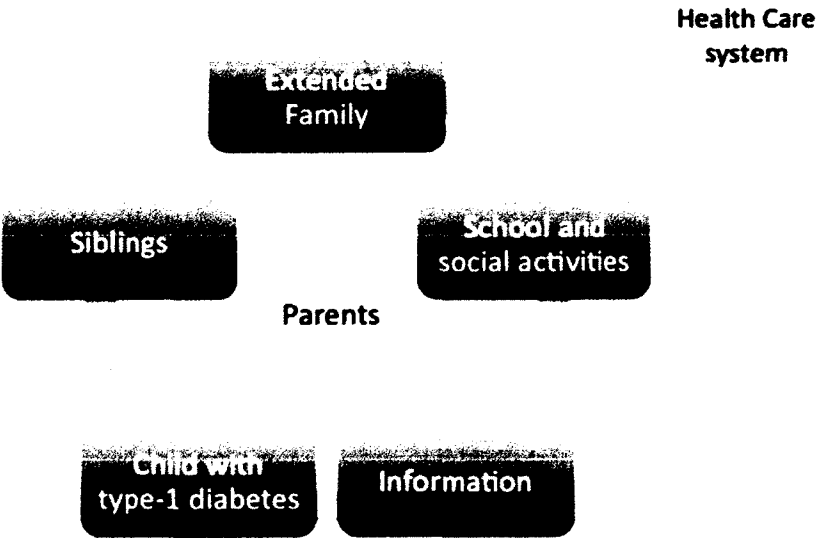 Health Care
system
Extended
Family
Siblings
School and
social activities
Parents
Child with
type-1 diabetes
Information